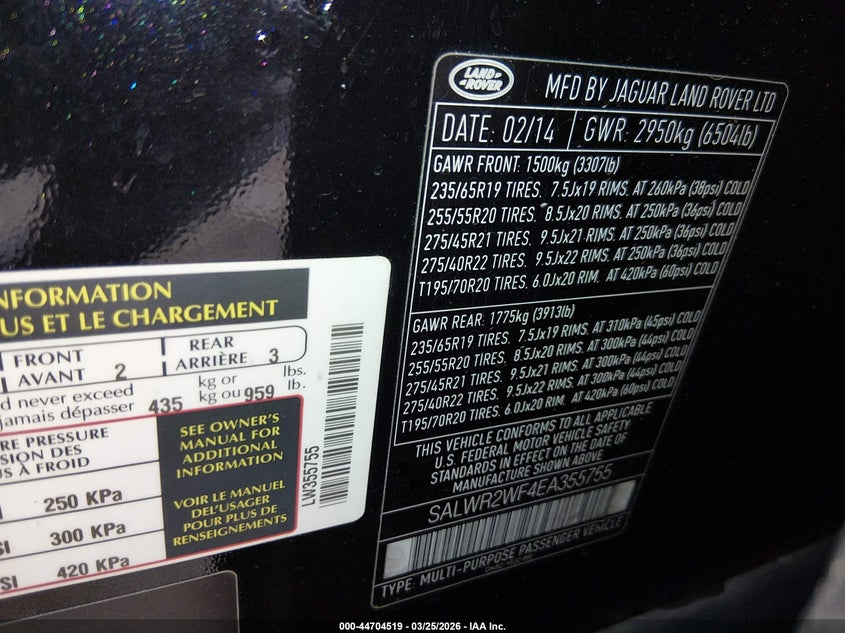 LAND
ROVER
MFD BY JAGUAR LAND ROVER LTD
DATE: 02/14
GWR: 2950kg (6504lb)
GAWR FRONT: 1500kg (3307lb)
235/65R19 TIRES. 7.5Jx19 RIMS. AT 260kPa (38psi) COLD
255/55R20 TIRES. 8.5Jx20 RIMS. AT 250kPa (36psi) COLD
275/45R21 TIRES. 9.5Jx21 RIMS. AT 250kPa (36psi) COLD
275/40R22 TIRES. 9.5Jx22 RIMS. AT 250kPa (36psi) COLD
T195/70R20 TIRES. 6.0Jx20 RIM. AT 420kPa (60psi) COLD
GAWR REAR: 1775kg (3913lb)
235/65R19 TIRES. 7.5Jx19 RIMS. AT 310kPa (45psi) COLD
255/55R20 TIRES. 8.5Jx20 RIMS. AT 300kPa (44psi) COLD
275/45R21 TIRES. 9.5Jx21 RIMS. AT 300kPa (44psi) COLD
275/40R22 TIRES. 9.5Jx22 RIMS. AT 300kPa (44psi) COLD
T195/70R20 TIRES. 6.0Jx20 RIM. AT 420kPa (60psi) COLD
THIS VEHICLE CONFORMS TO ALL APPLICABLE
U.S. FEDERAL MOTOR VEHICLE SAFETY
STANDARDS IN EFFECT ON THE DATE OF
MANUFACTURE SHOWN ABOVE
SALWR2WF4EA355755
TYPE: MULTI-PURPOSE PASSENGER VEHICLE
NFORMATION
US ET LE CHARGEMENT
FRONT
AVANT 2
REAR
ARRIÈRE 3
d never exceed
jamais dépasser
435
kg or
kg ou
959
lbs.
lb.
RE PRESSURE
SION DES
US À FROID
250 KPa
SI 300 KPa
SI 420 KPa
SEE OWNER'S
MANUAL FOR
ADDITIONAL
INFORMATION
VOIR LE MANUEL
DEL'USAGER
POUR PLUS DE
RENSEIGNEMENTS
LW355755
000-44704519 - 03/25/2026 - IAA Inc.